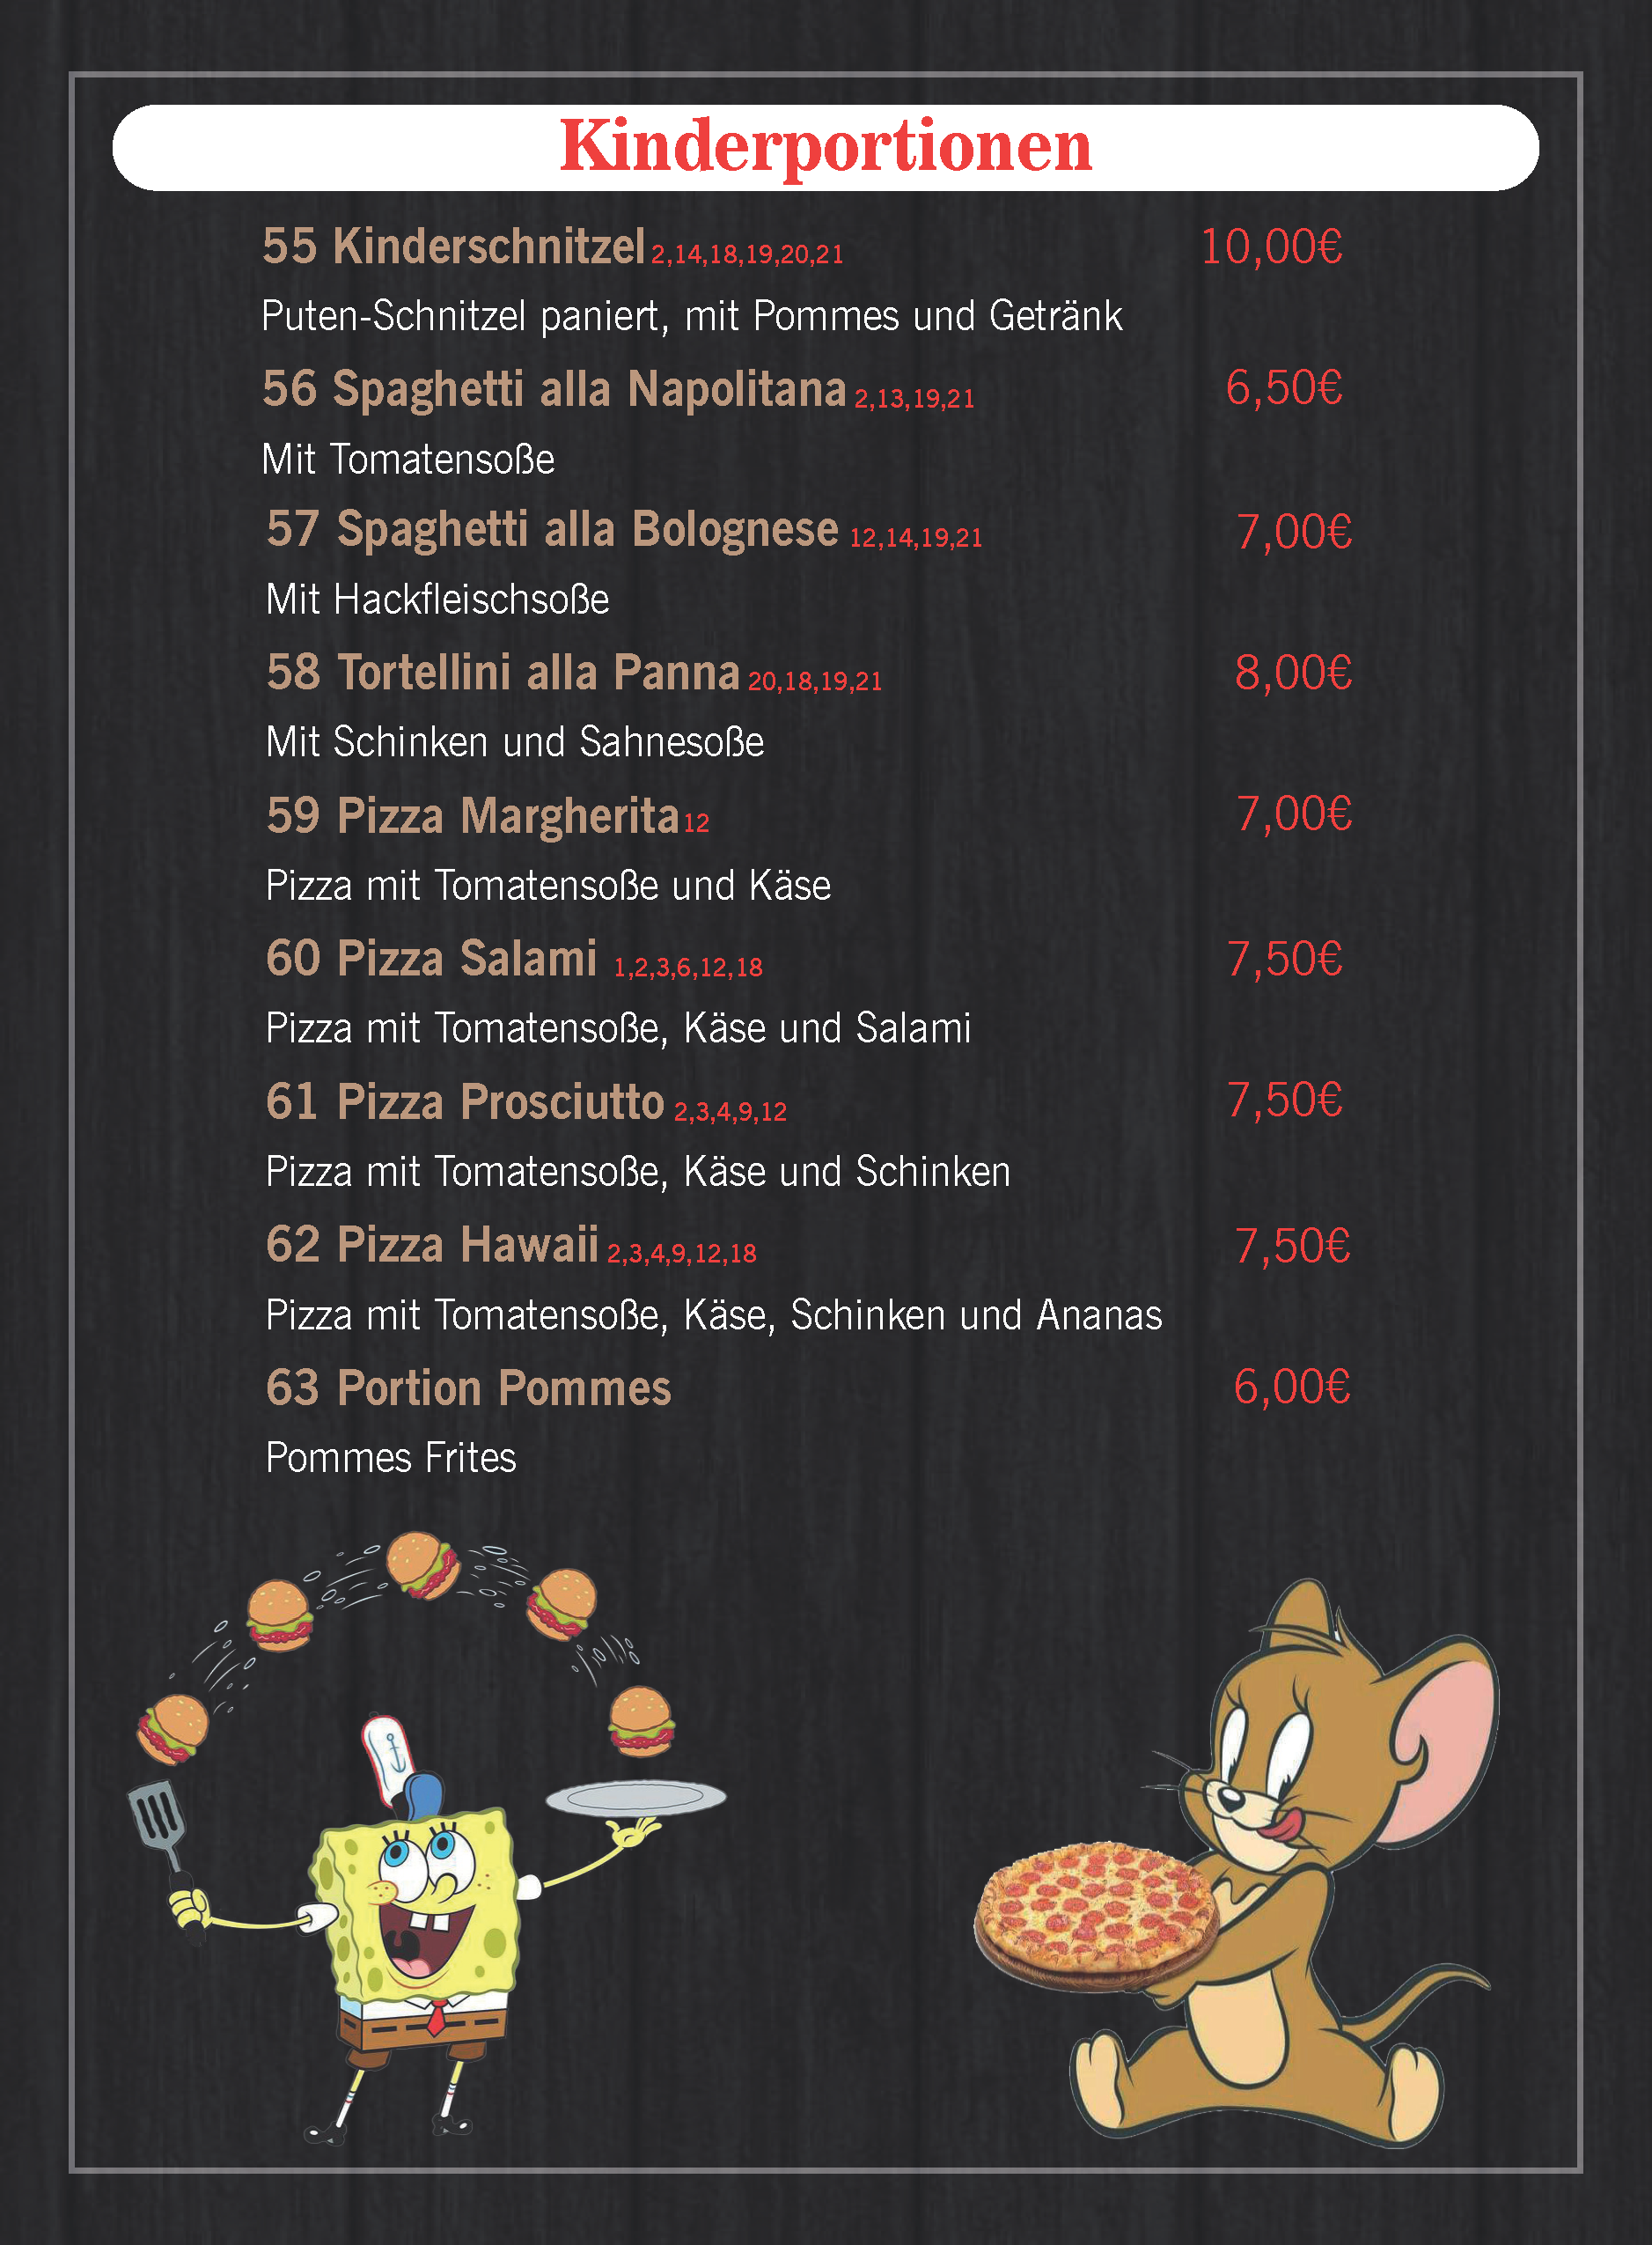 Kinderportionen
55 Kinderschnitzel 2,14,18,19,20,21 10,00€
Puten-Schnitzel paniert, mit Pommes und Getränk
56 Spaghetti alla Napolitana 2,13,19,21 6,50€
Mit Tomatensoße
57 Spaghetti alla Bolognese 12,14,19,21 7,00€
Mit Hackfleischsoße
58 Tortellini alla Panna 20,18,19,21 8,00€
Mit Schinken und Sahnesoße
59 Pizza Margherita 12 7,00€
Pizza mit Tomatensoße und Käse
60 Pizza Salami 1,2,3,6,12,18 7,50€
Pizza mit Tomatensoße, Käse und Salami
61 Pizza Prosciutto 2,3,4,9,12 7,50€
Pizza mit Tomatensoße, Käse und Schinken
62 Pizza Hawaii 2,3,4,9,12,18 7,50€
Pizza mit Tomatensoße, Käse, Schinken und Ananas
63 Portion Pommes 6,00€
Pommes Frites